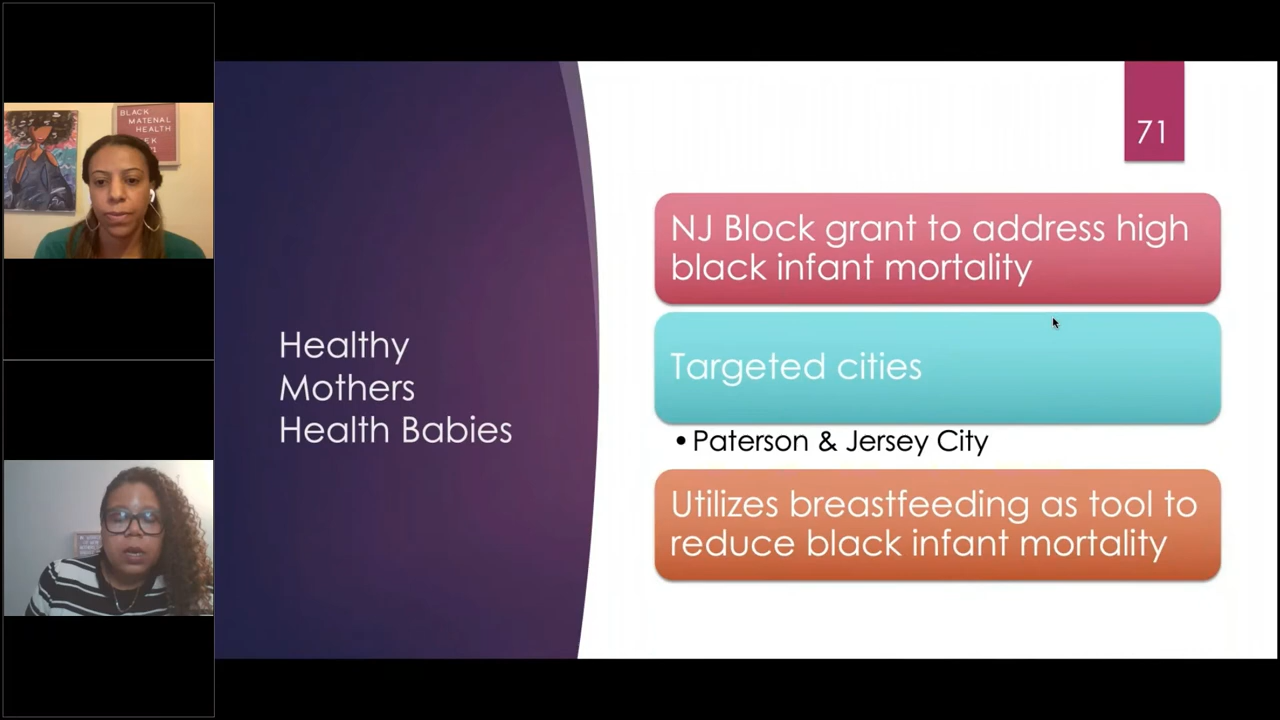 BLACK
MATENAL
HEALTH
71
NJ Block grant to address high
black infant mortality
Targeted cities
• Paterson & Jersey City
Utilizes breastfeeding as tool to
reduce black infant mortality
Healthy
Mothers
Health Babies